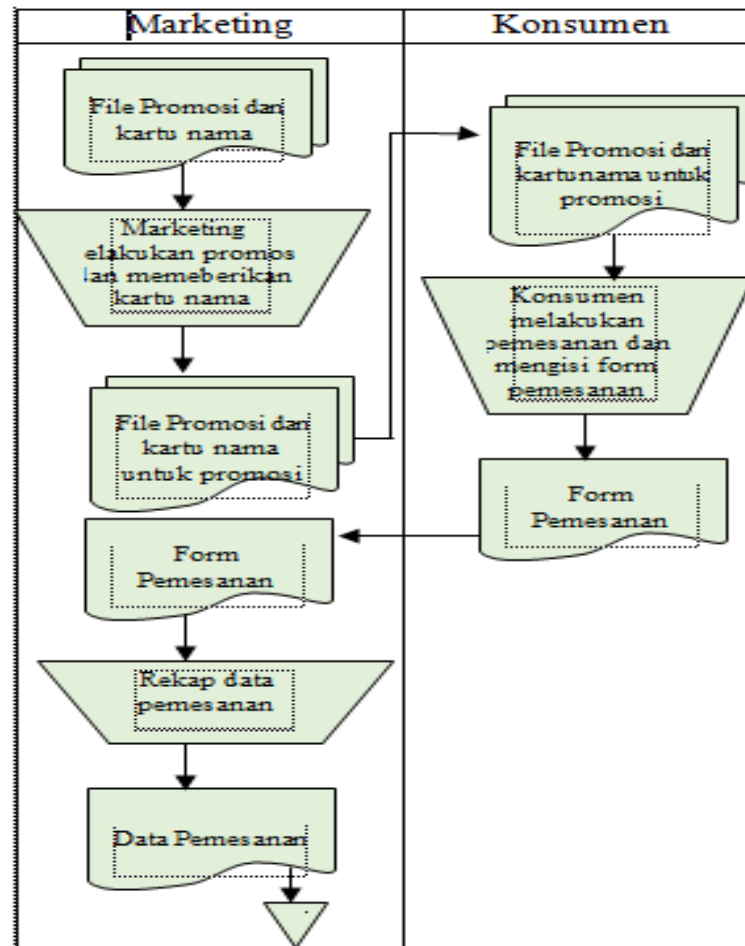 Marketing
Konsumen
File Promosi dan
kartu nama
Marketing
elakukan promos
dan memeberikan
kartu nama
File Promosi dan
kartu nama
untuk promosi
Form
Pemesanan
Rekap data
pemesanan
Data Pemesanan
File Promosi dan
kartunama untuk
promosi
Konsumen
melakukan
pemesanan dan
mengisi form
pemesanan
Form
Pemesanan